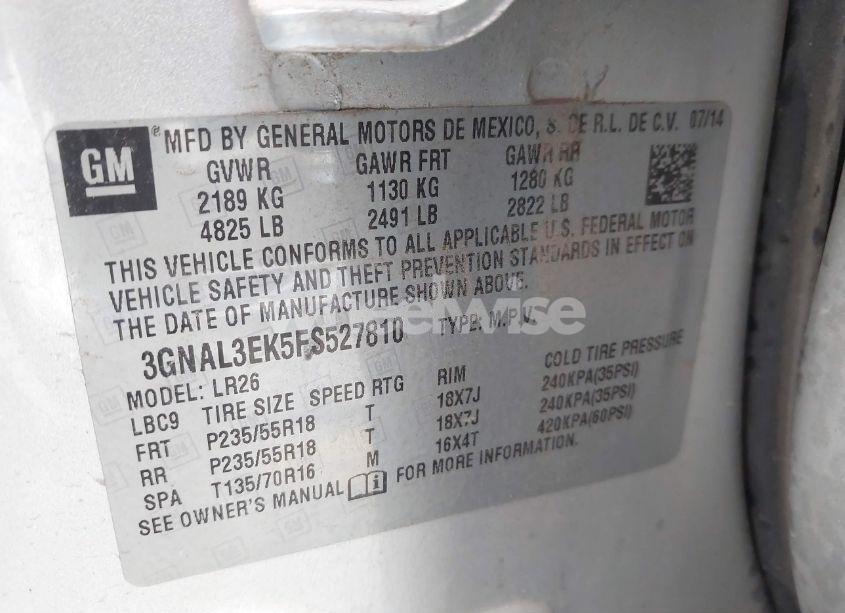 GM
MFD BY GENERAL MOTORS DE MEXICO, S. DE R.L. DE C.V. 07/14
GVWR GAWR FRT GAWR RR
2189 KG 1130 KG 1280 KG
4825 LB 2491 LB 2822 LB
THIS VEHICLE CONFORMS TO ALL APPLICABLE U.S. FEDERAL MOTOR
VEHICLE SAFETY AND THEFT PREVENTION STANDARDS IN EFFECT ON
THE DATE OF MANUFACTURE SHOWN ABOVE.
3GNAL3EK5FS527810 TYPE: M.P.V.
MODEL: LR26
LBC9 TIRE SIZE SPEED RTG RIM COLD TIRE PRESSURE
FRT P235/55R18 T 18X7J 240KPA(35PSI)
RR P235/55R18 T 18X7J 240KPA(35PSI)
SPA T135/70R16 M 16X4T 420KPA(60PSI)
SEE OWNER'S MANUAL FOR MORE INFORMATION.